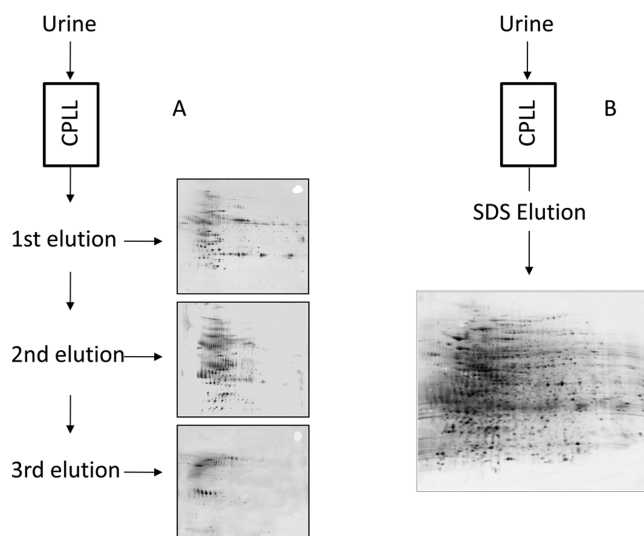 Urine
CPLL
A
1st elution
2nd elution
3rd elution
Urine
CPLL
B
SDS Elution